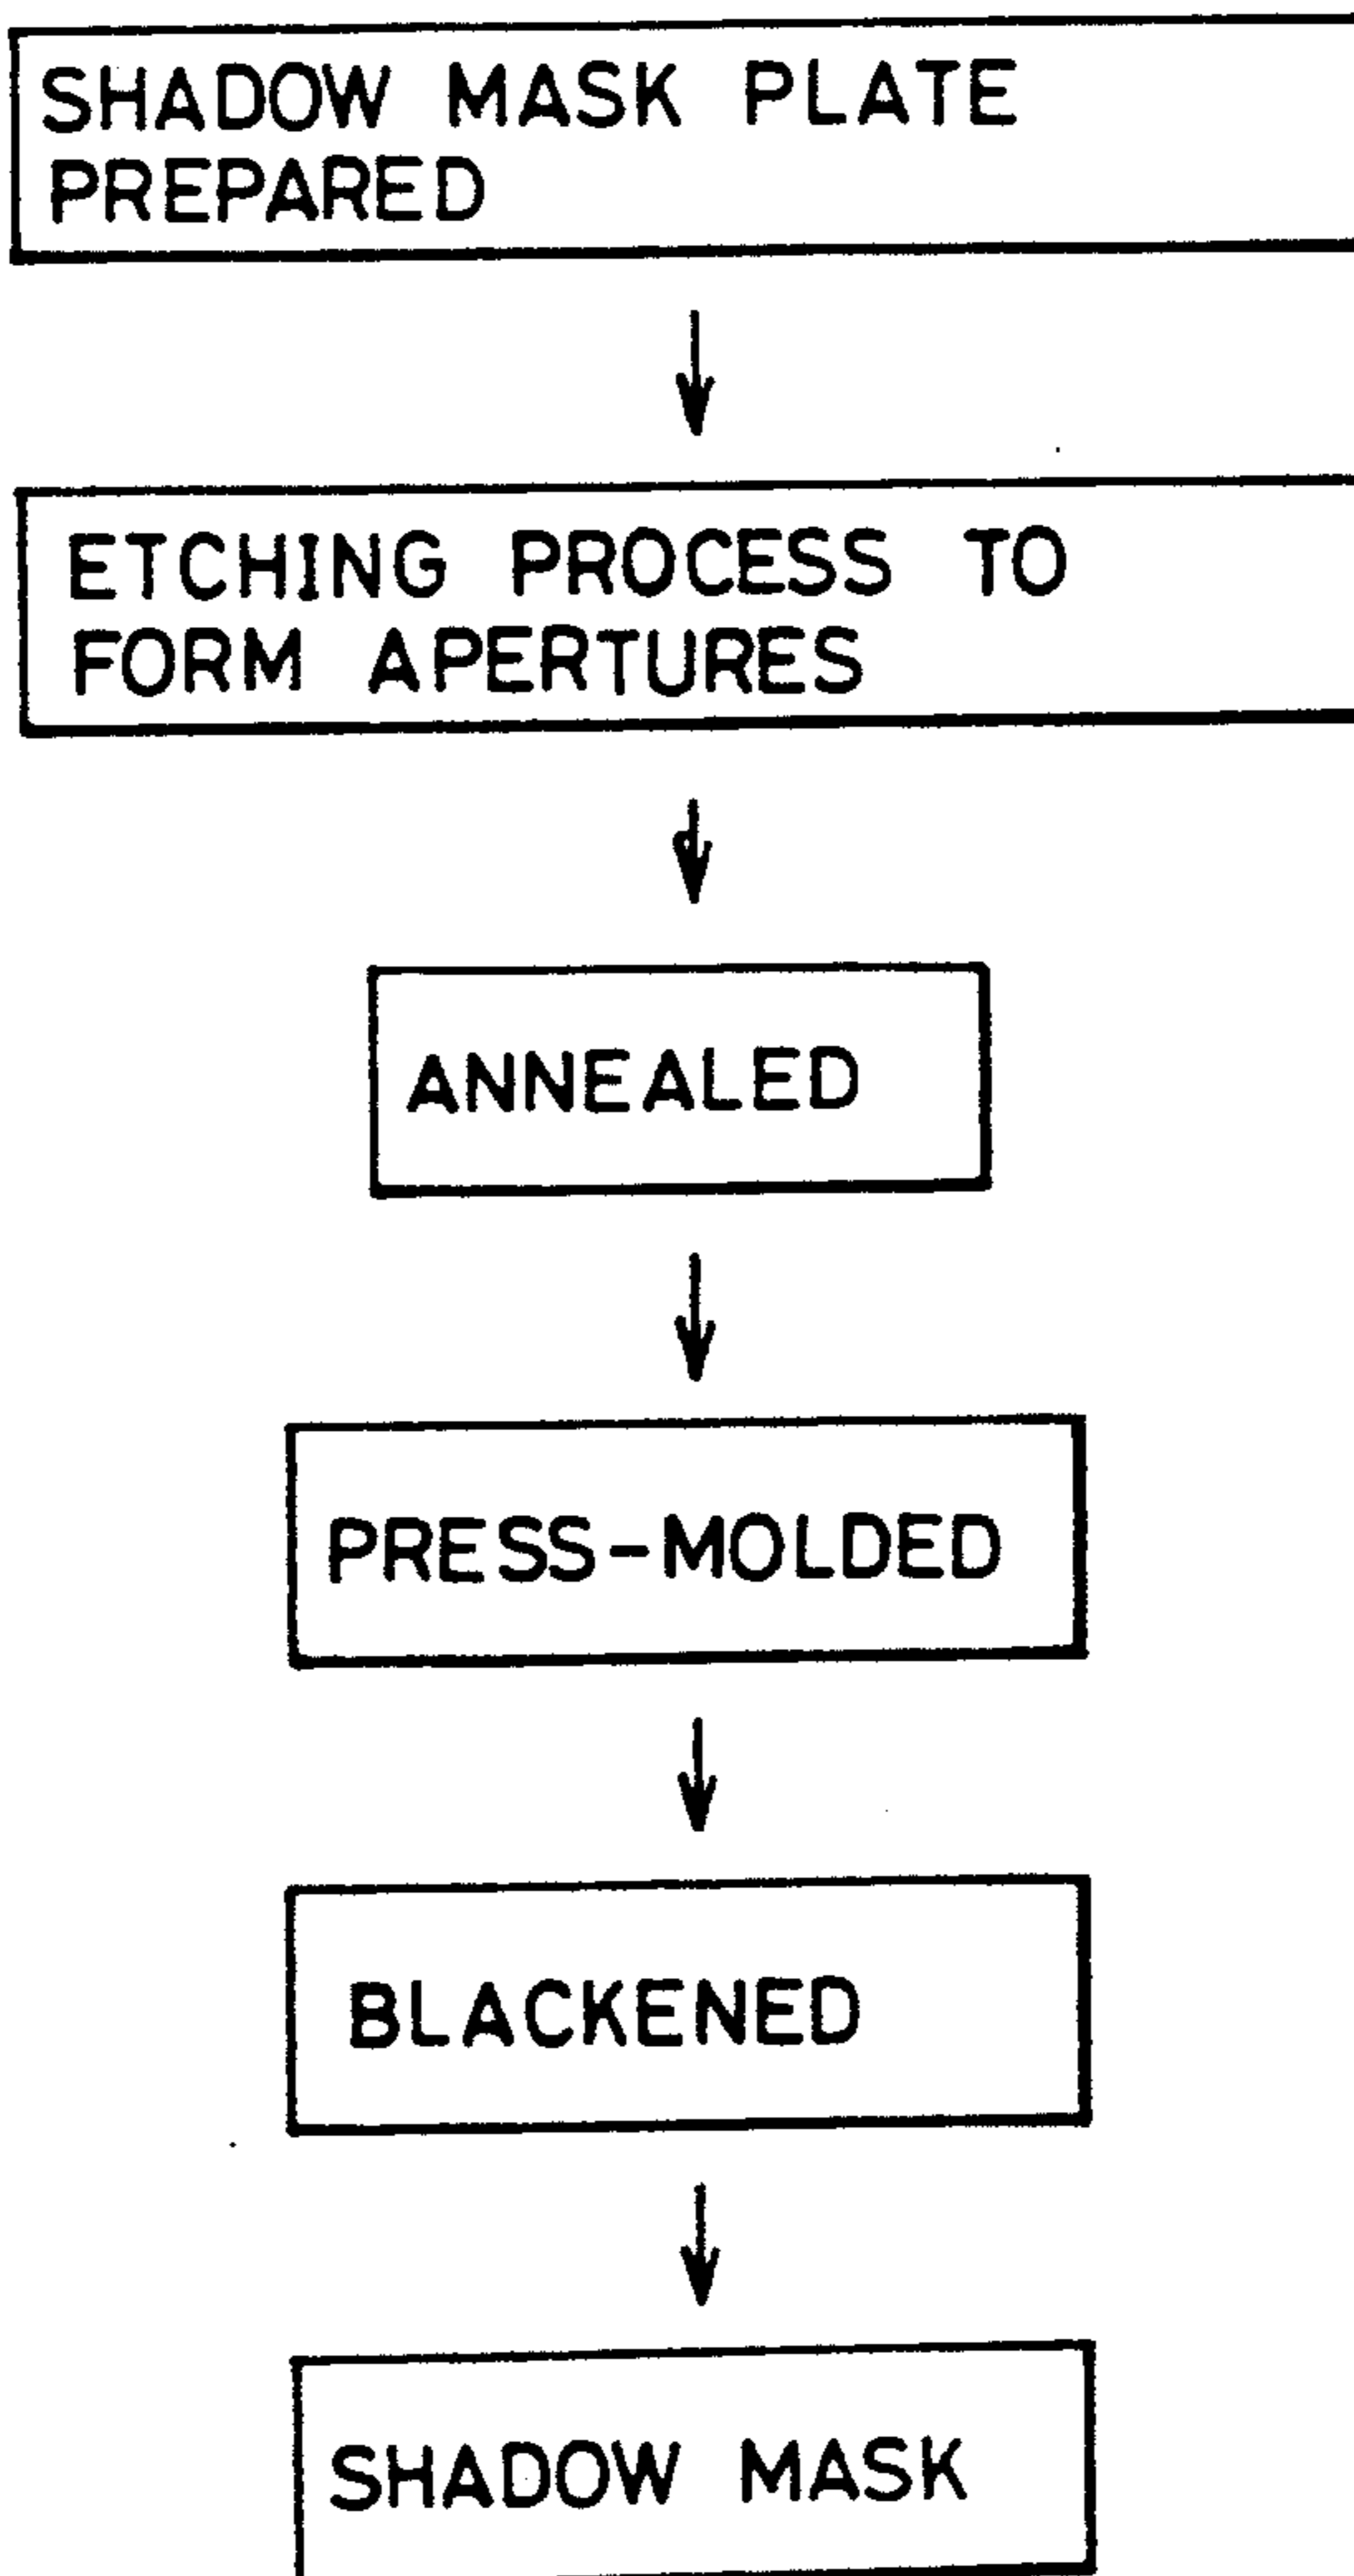 SHADOW MASK PLATE
PREPARED
ETCHING PROCESS TO
FORM APERTURES
ANNEALED
PRESS-MOLDED
BLACKENED
SHADOW MASK